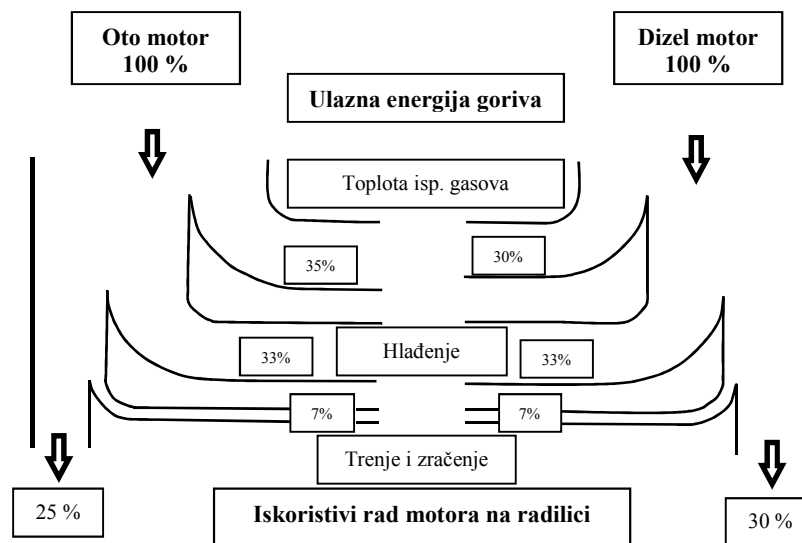 Oto motor
100 %
Dizel motor
100 %
Ulazna energija goriva
Toplota isp. gasova
35%
30%
33%
Hlađenje
33%
7%
7%
Trenje i zračenje
25 %
Iskoristivi rad motora na radilici
30 %